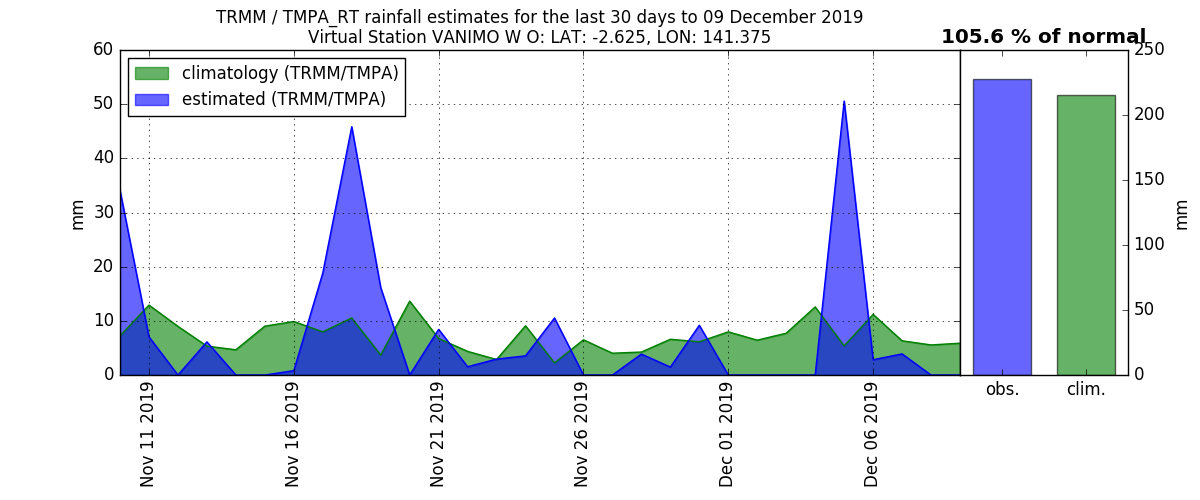 TRMM / TMPA_RT rainfall estimates for the last 30 days to 09 December 2019
Virtual Station VANIMO W O: LAT: -2.625, LON: 141.375
105.6 % of normal
climatology (TRMM/TMPA)
estimated (TRMM/TMPA)
60
50
40
30
20
10
0
mm
Nov 11 2019
Nov 16 2019
Nov 21 2019
Nov 26 2019
Dec 01 2019
Dec 06 2019
obs.
clim.
250
200
150
100
50
0
mm